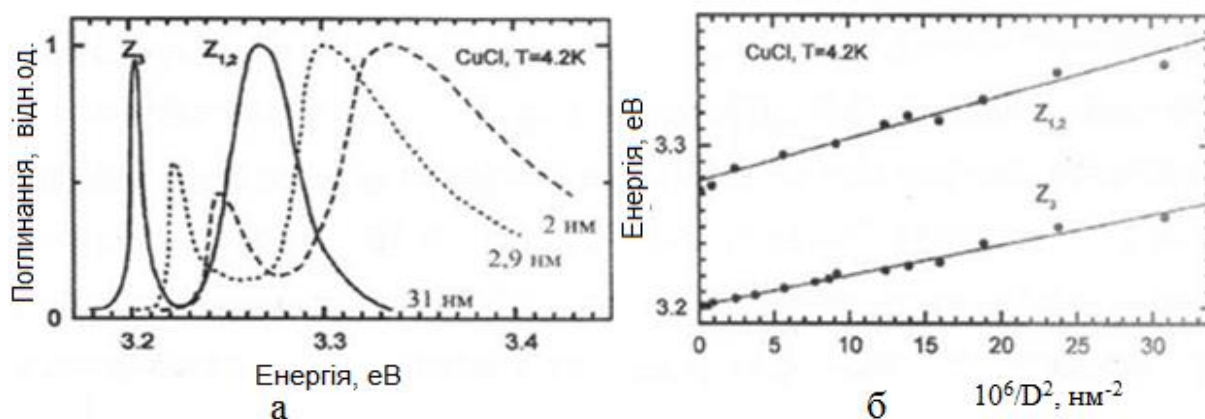 Поглинання, відн.од.
1
0
Z3
Z1,2
CuCl, T=4.2K
2 нм
2,9 нм
31 нм
3.2 3.3 3.4
Енергія, еВ
а
Енергія, еВ
3.3
3.2
CuCl, T=4.2K
Z1,2
Z3
0 5 10 15 20 25 30
10⁶/D², нм⁻²
б